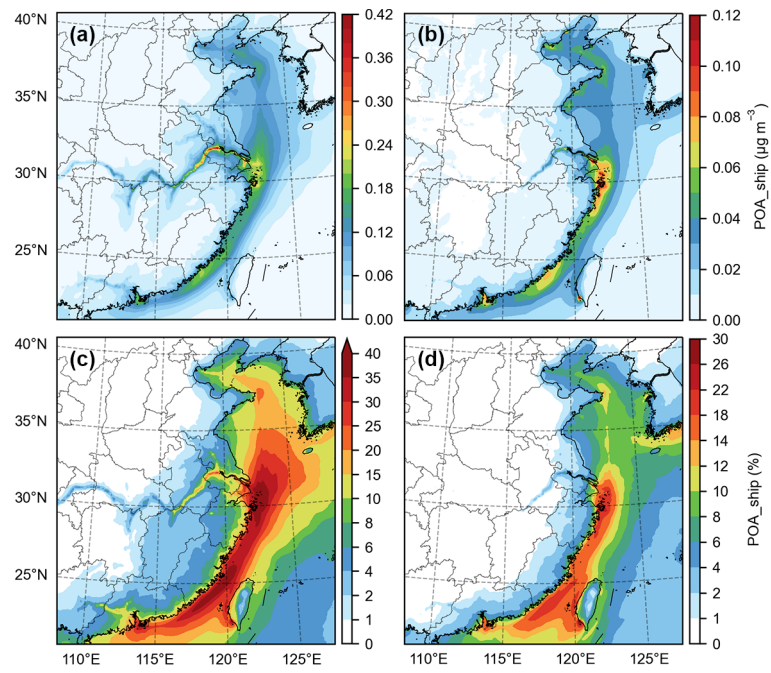 (a)
(b)
40°N
35°N
30°N
25°N
0.42
0.36
0.30
0.24
0.18
0.12
0.06
0.00
0.12
0.10
0.08
0.06
0.04
0.02
0.00
POA_ship (μg m⁻³)
(c)
(d)
40°N
35°N
30°N
25°N
40
35
30
25
20
15
10
8
6
4
2
1
0
30
26
22
18
14
12
10
8
6
4
2
1
0
POA_ship (%)
110°E
115°E
120°E
125°E
110°E
115°E
120°E
125°E